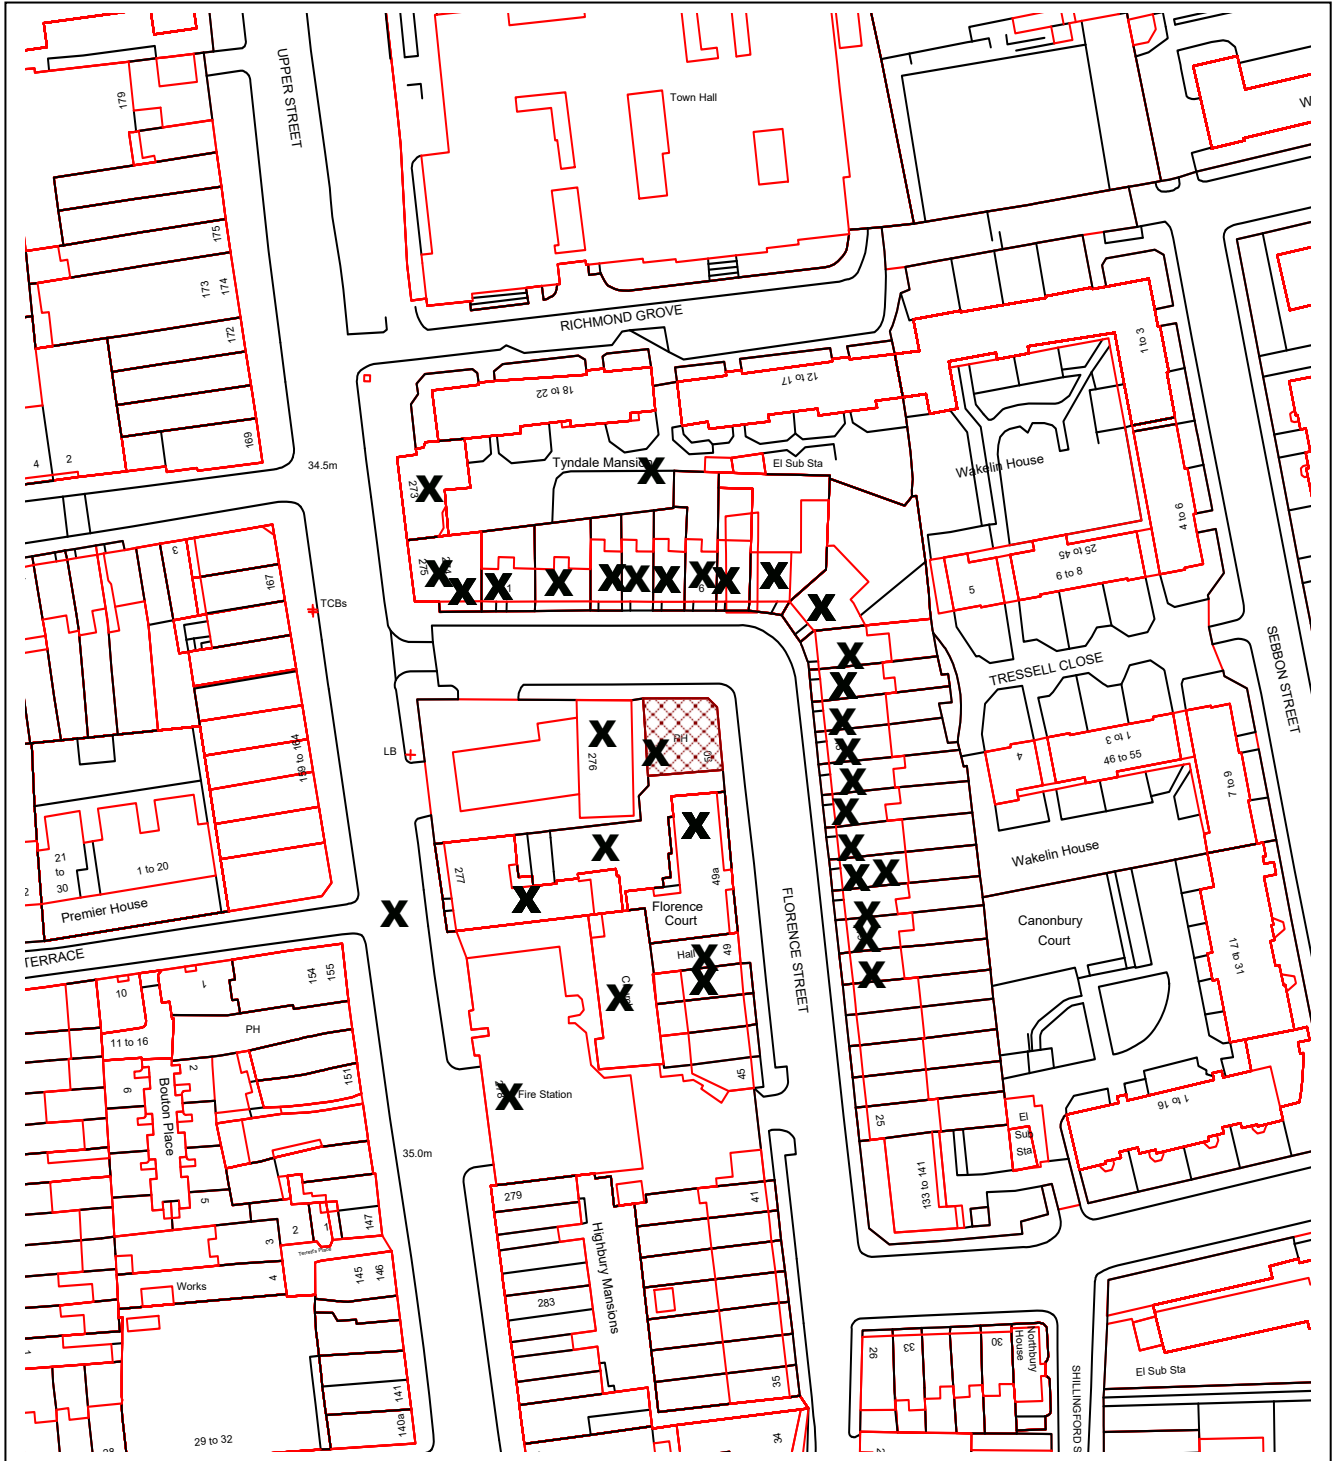 UPPER STREET
179
Town Hall
W
175
174
173
172
RICHMOND GROVE
1 to 3
12 to 17
18 to 22
169
4
2
34.5m
Tyndale Mansio
El Sub Sta
Wakelin House
273
4 to 6
25 to 45
8 to 9
3
275
167
TCBs
5
6
SEBBON STREET
TRESSELL CLOSE
PH
50
276
LB
159 to 164
1 to 3
46 to 55
4
7 to 9
21
to
30
1 to 20
277
49a
Wakelin House
Premier House
Florence
Court
FLORENCE STREET
Canonbury
Court
TERRACE
154
155
1
10
Hall
49
17 to 31
PH
11 to 16
2
9
Bouton Place
151
45
Fire Station
1 to 16
25
El
Sub
Sta
35.0m
133 to 141
5
279
41
147
2
1
3
4
Terrett's Place
Highbury Mansions
145
146
Works
283
35
26
33
30
Northbury
House
El Sub Sta
SHILLINGFORD S
141
140a
34
29 to 32